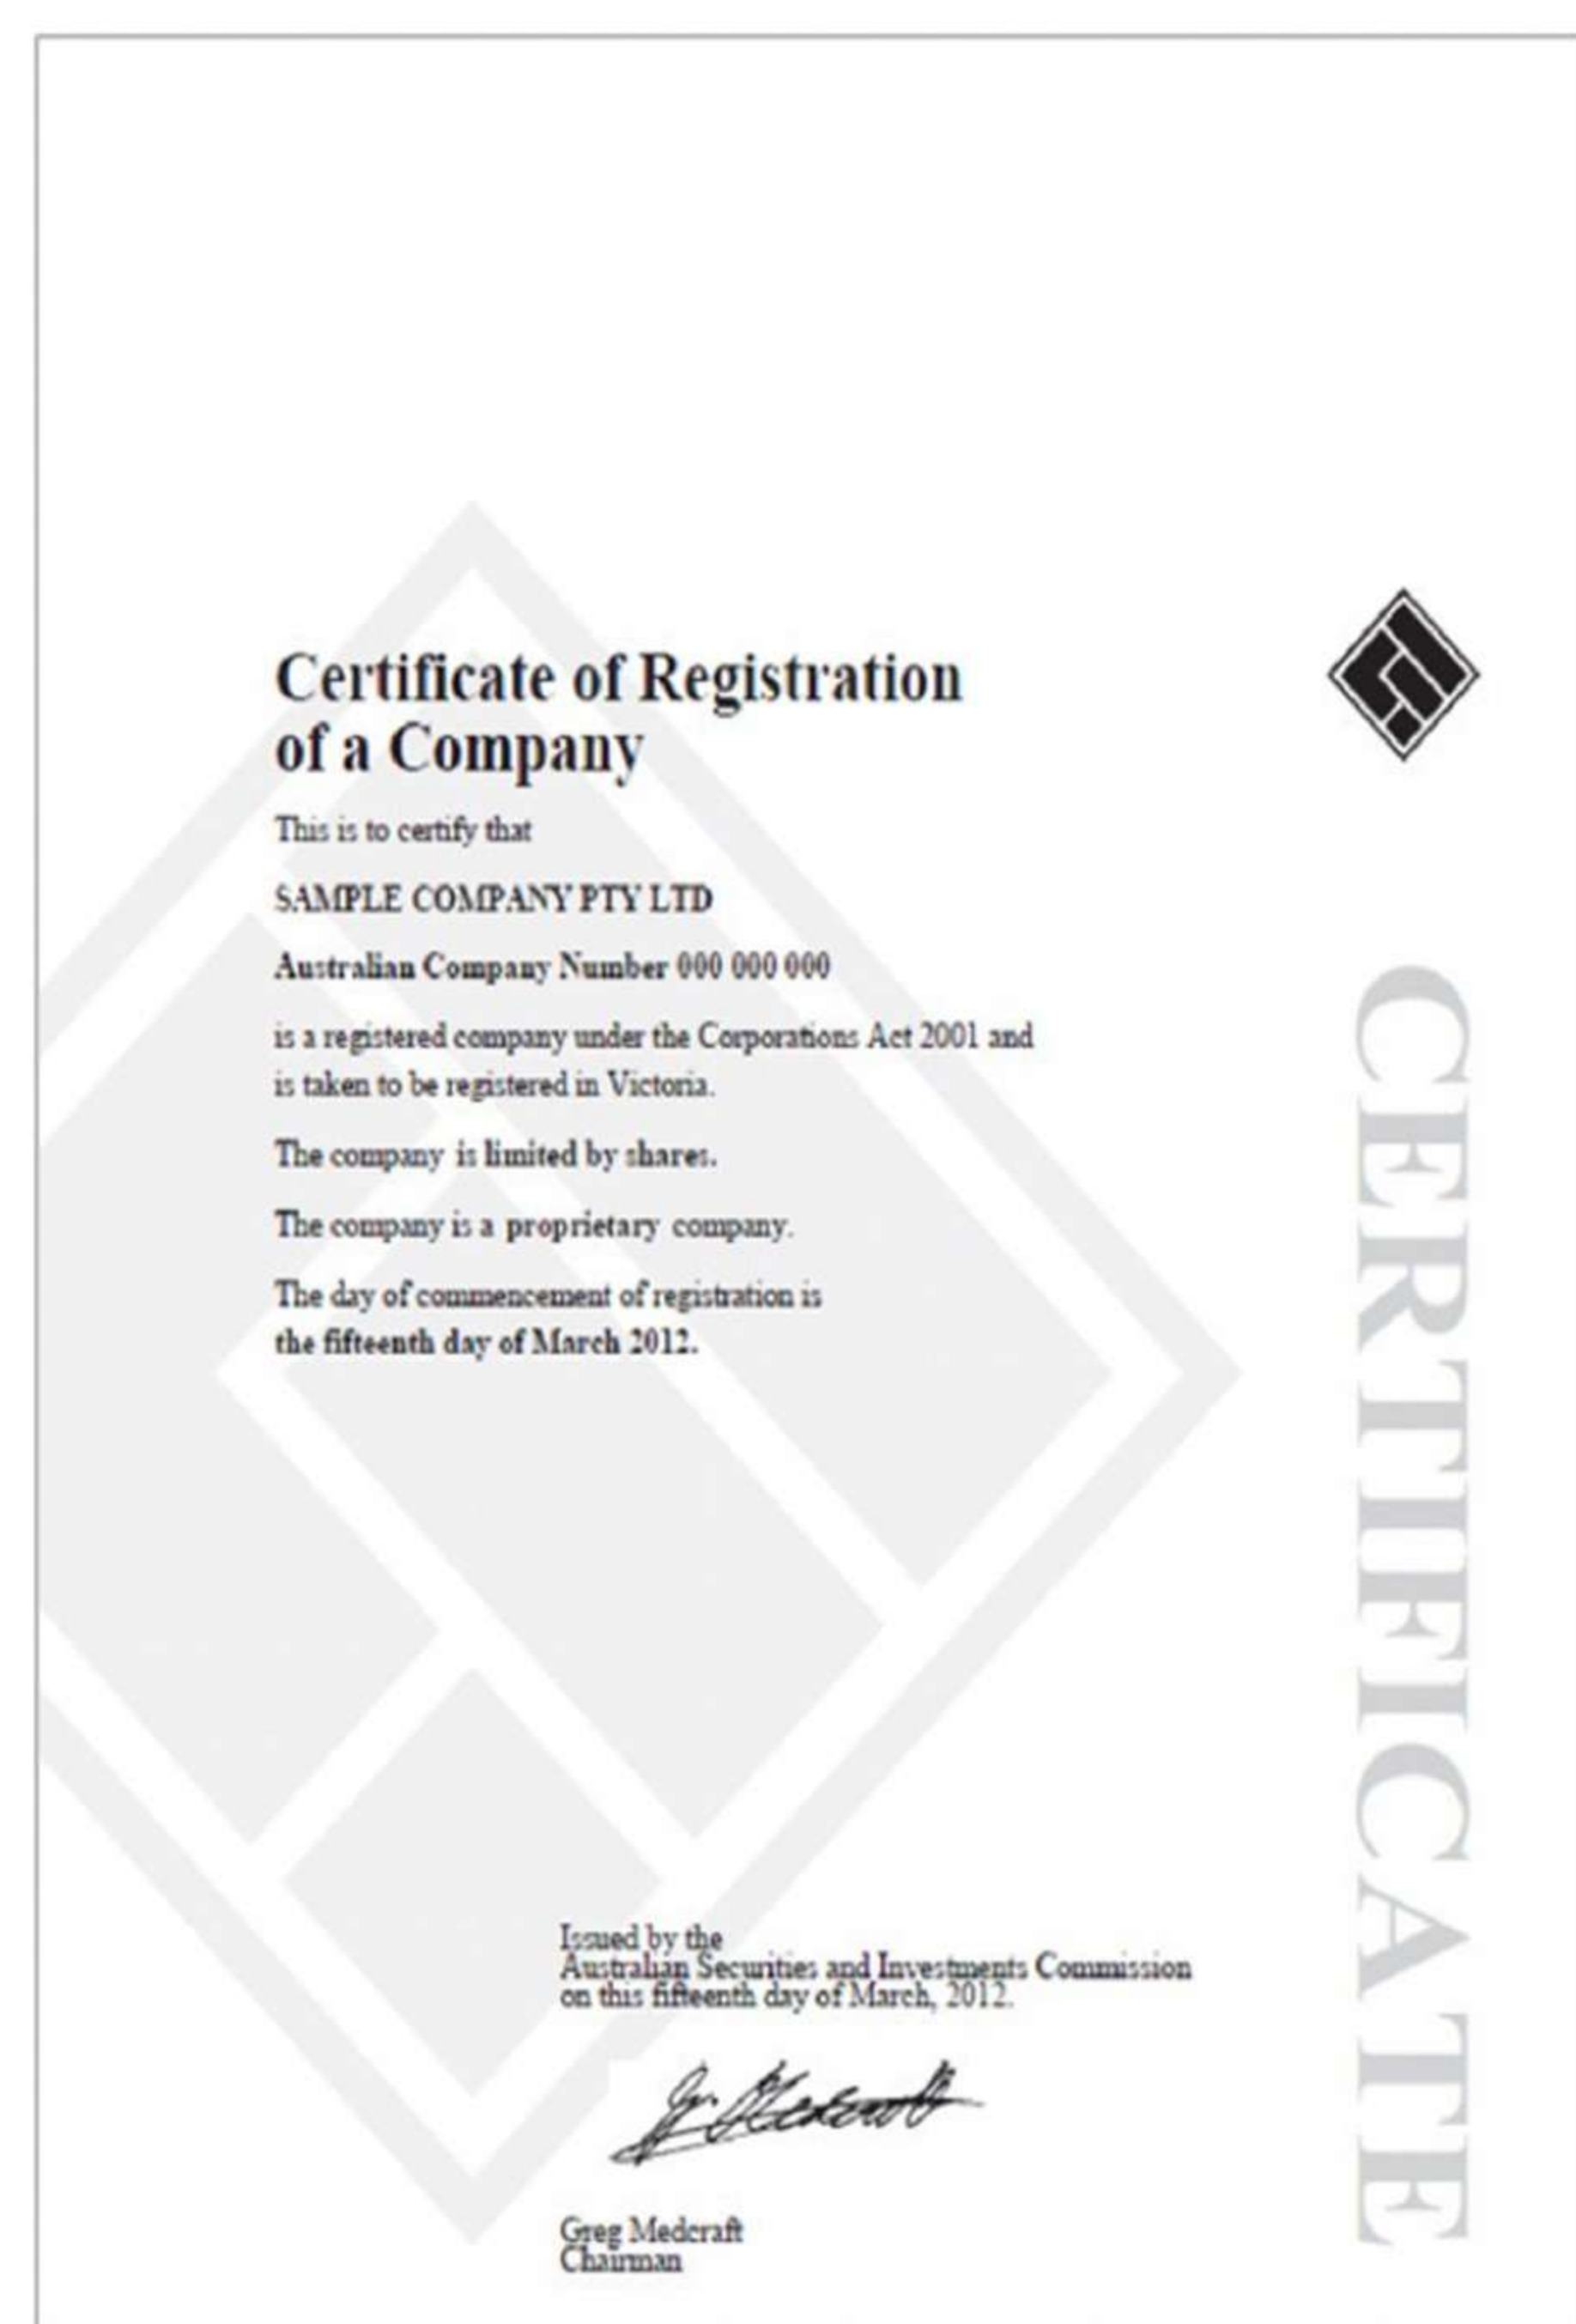 Certificate of Registration
of a Company
This is to certify that
SAMPLE COMPANY PTY LTD
Australian Company Number 000 000 000
is a registered company under the Corporations Act 2001 and
is taken to be registered in Victoria.
The company is limited by shares.
The company is a proprietary company.
The day of commencement of registration is
the fifteenth day of March 2012.
CERTIFICATE
Issued by the
Australian Securities and Investments Commission
on this fifteenth day of March, 2012.
Greg Medcraft
Chairman